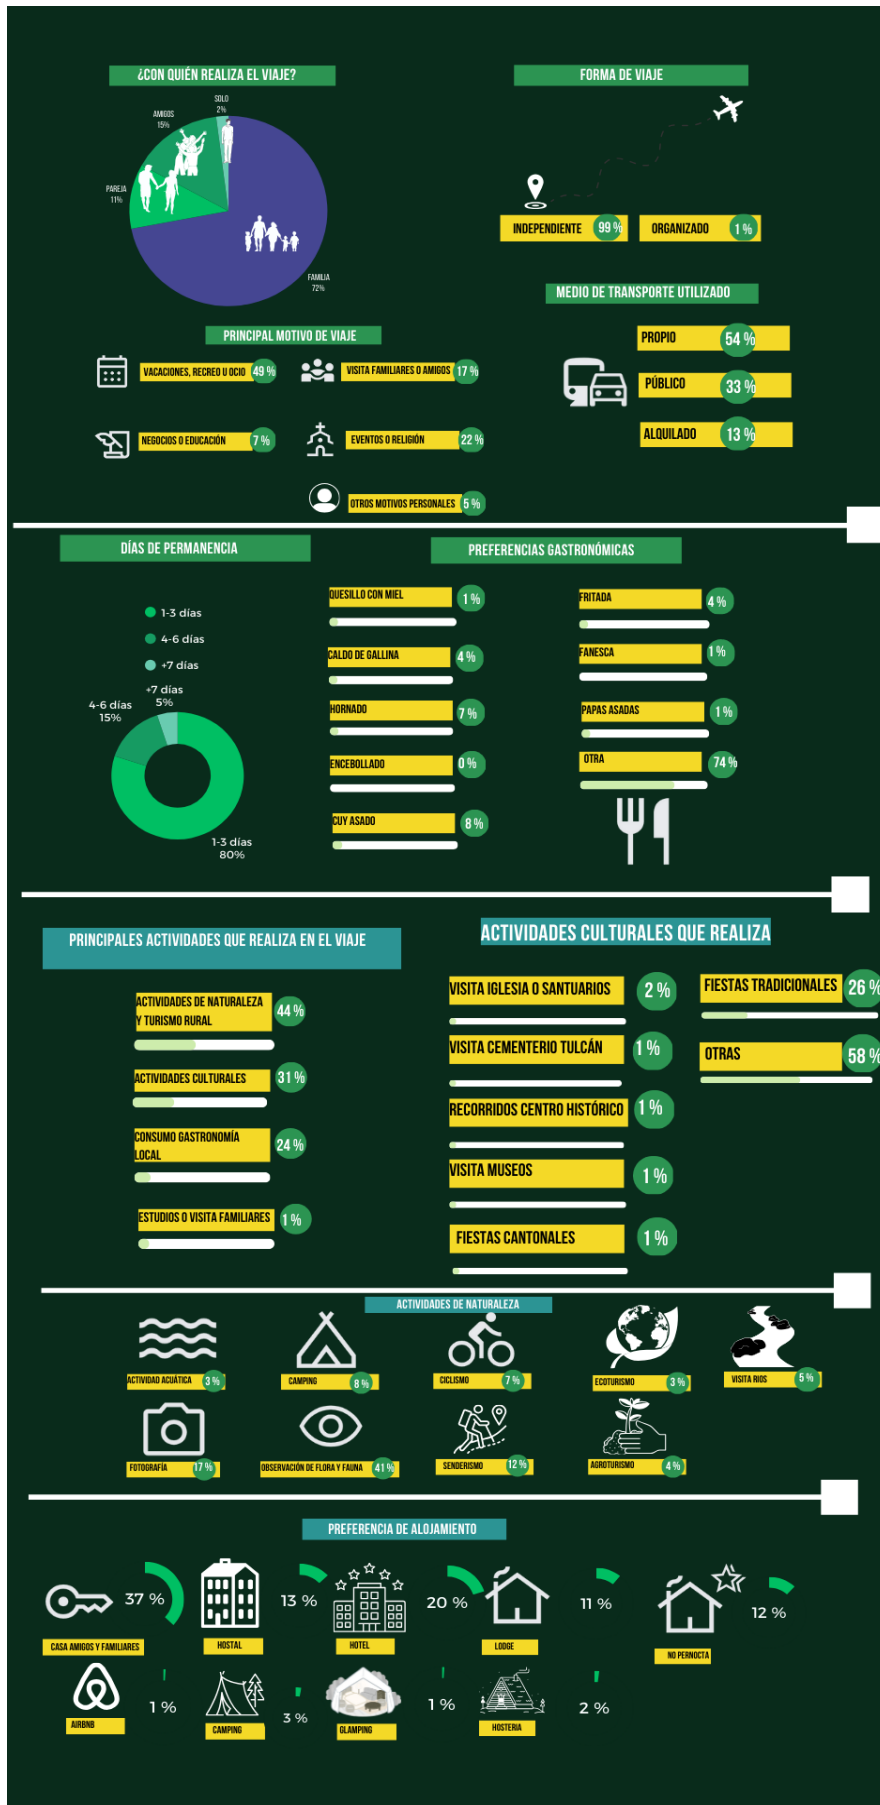 ¿CON QUIÉN REALIZA EL VIAJE?
SOLO
2%
AMIGOS
15%
PAREJA
11%
FAMILIA
72%
FORMA DE VIAJE
INDEPENDIENTE 99 %
ORGANIZADO 1 %
MEDIO DE TRANSPORTE UTILIZADO
PROPIO 54 %
PÚBLICO 33 %
ALQUILADO 13 %
PRINCIPAL MOTIVO DE VIAJE
VACACIONES, RECREO U OCIO 49 %
VISITA FAMILIARES O AMIGOS 17 %
NEGOCIOS O EDUCACIÓN 7 %
EVENTOS O RELIGIÓN 22 %
OTROS MOTIVOS PERSONALES 5 %
DÍAS DE PERMANENCIA
1-3 días
4-6 días
+7 días
+7 días
5%
4-6 días
15%
1-3 días
80%
PREFERENCIAS GASTRONÓMICAS
QUESILLO CON MIEL 1 %
CALDO DE GALLINA 4 %
HORNADO 7 %
ENCEBOLLADO 0 %
CUY ASADO 8 %
FRITADA 4 %
FANESCA 1 %
PAPAS ASADAS 1 %
OTRA 74 %
PRINCIPALES ACTIVIDADES QUE REALIZA EN EL VIAJE
ACTIVIDADES DE NATURALEZA
Y TURISMO RURAL 44 %
ACTIVIDADES CULTURALES 31 %
CONSUMO GASTRONOMÍA
LOCAL 24 %
ESTUDIOS O VISITA FAMILIARES 1 %
ACTIVIDADES CULTURALES QUE REALIZA
VISITA IGLESIA O SANTUARIOS 2 %
VISITA CEMENTERIO TULCÁN 1 %
RECORRIDOS CENTRO HISTÓRICO 1 %
VISITA MUSEOS 1 %
FIESTAS CANTONALES 1 %
FIESTAS TRADICIONALES 26 %
OTRAS 58 %
ACTIVIDADES DE NATURALEZA
ACTIVIDAD ACUÁTICA 3 %
CAMPING 8 %
CICLISMO 7 %
ECOTURISMO 3 %
VISITA RIOS 5 %
FOTOGRAFÍA 17 %
OBSERVACIÓN DE FLORA Y FAUNA 41 %
SENDERISMO 12 %
AGROTURISMO 4 %
PREFERENCIA DE ALOJAMIENTO
37 %
CASA AMIGOS Y FAMILIARES
13 %
HOSTAL
20 %
HOTEL
11 %
LODGE
12 %
NO PERNOCTA
1 %
AIRBNB
3 %
CAMPING
1 %
GLAMPING
2 %
HOSTERIA